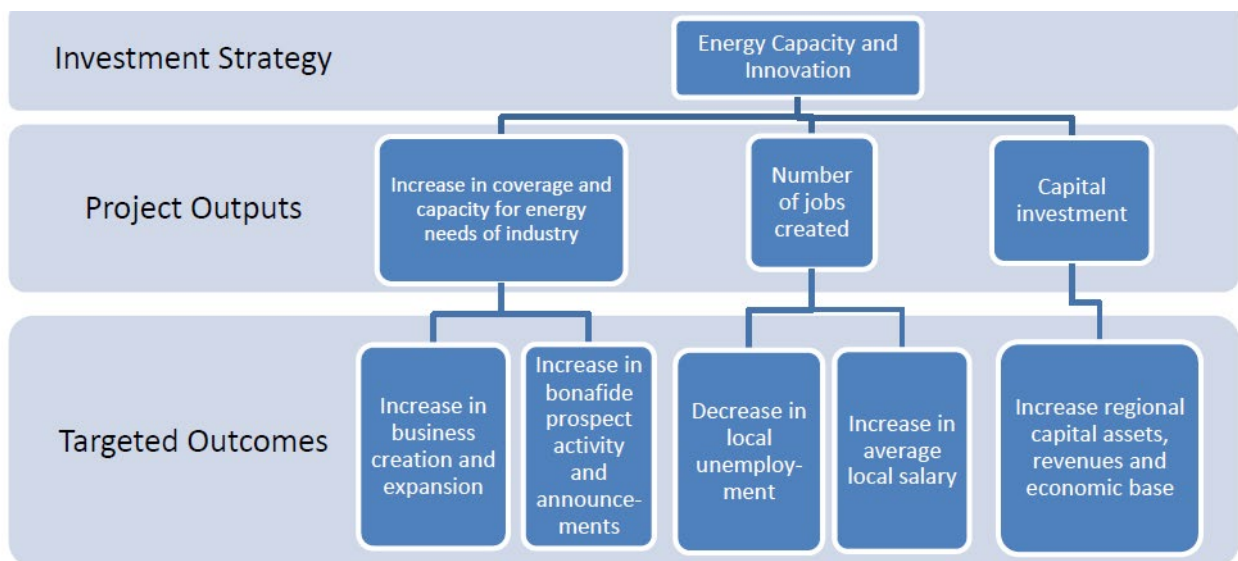 Investment Strategy
Energy Capacity and
Innovation
Project Outputs
Increase in coverage and
capacity for energy
needs of industry
Number
of jobs
created
Capital
investment
Targeted Outcomes
Increase in
business
creation and
expansion
Increase in
bonafide
prospect
activity
and
announce-
ments
Decrease in
local
unemploy-
ment
Increase in
average
local salary
Increase regional
capital assets,
revenues and
economic base